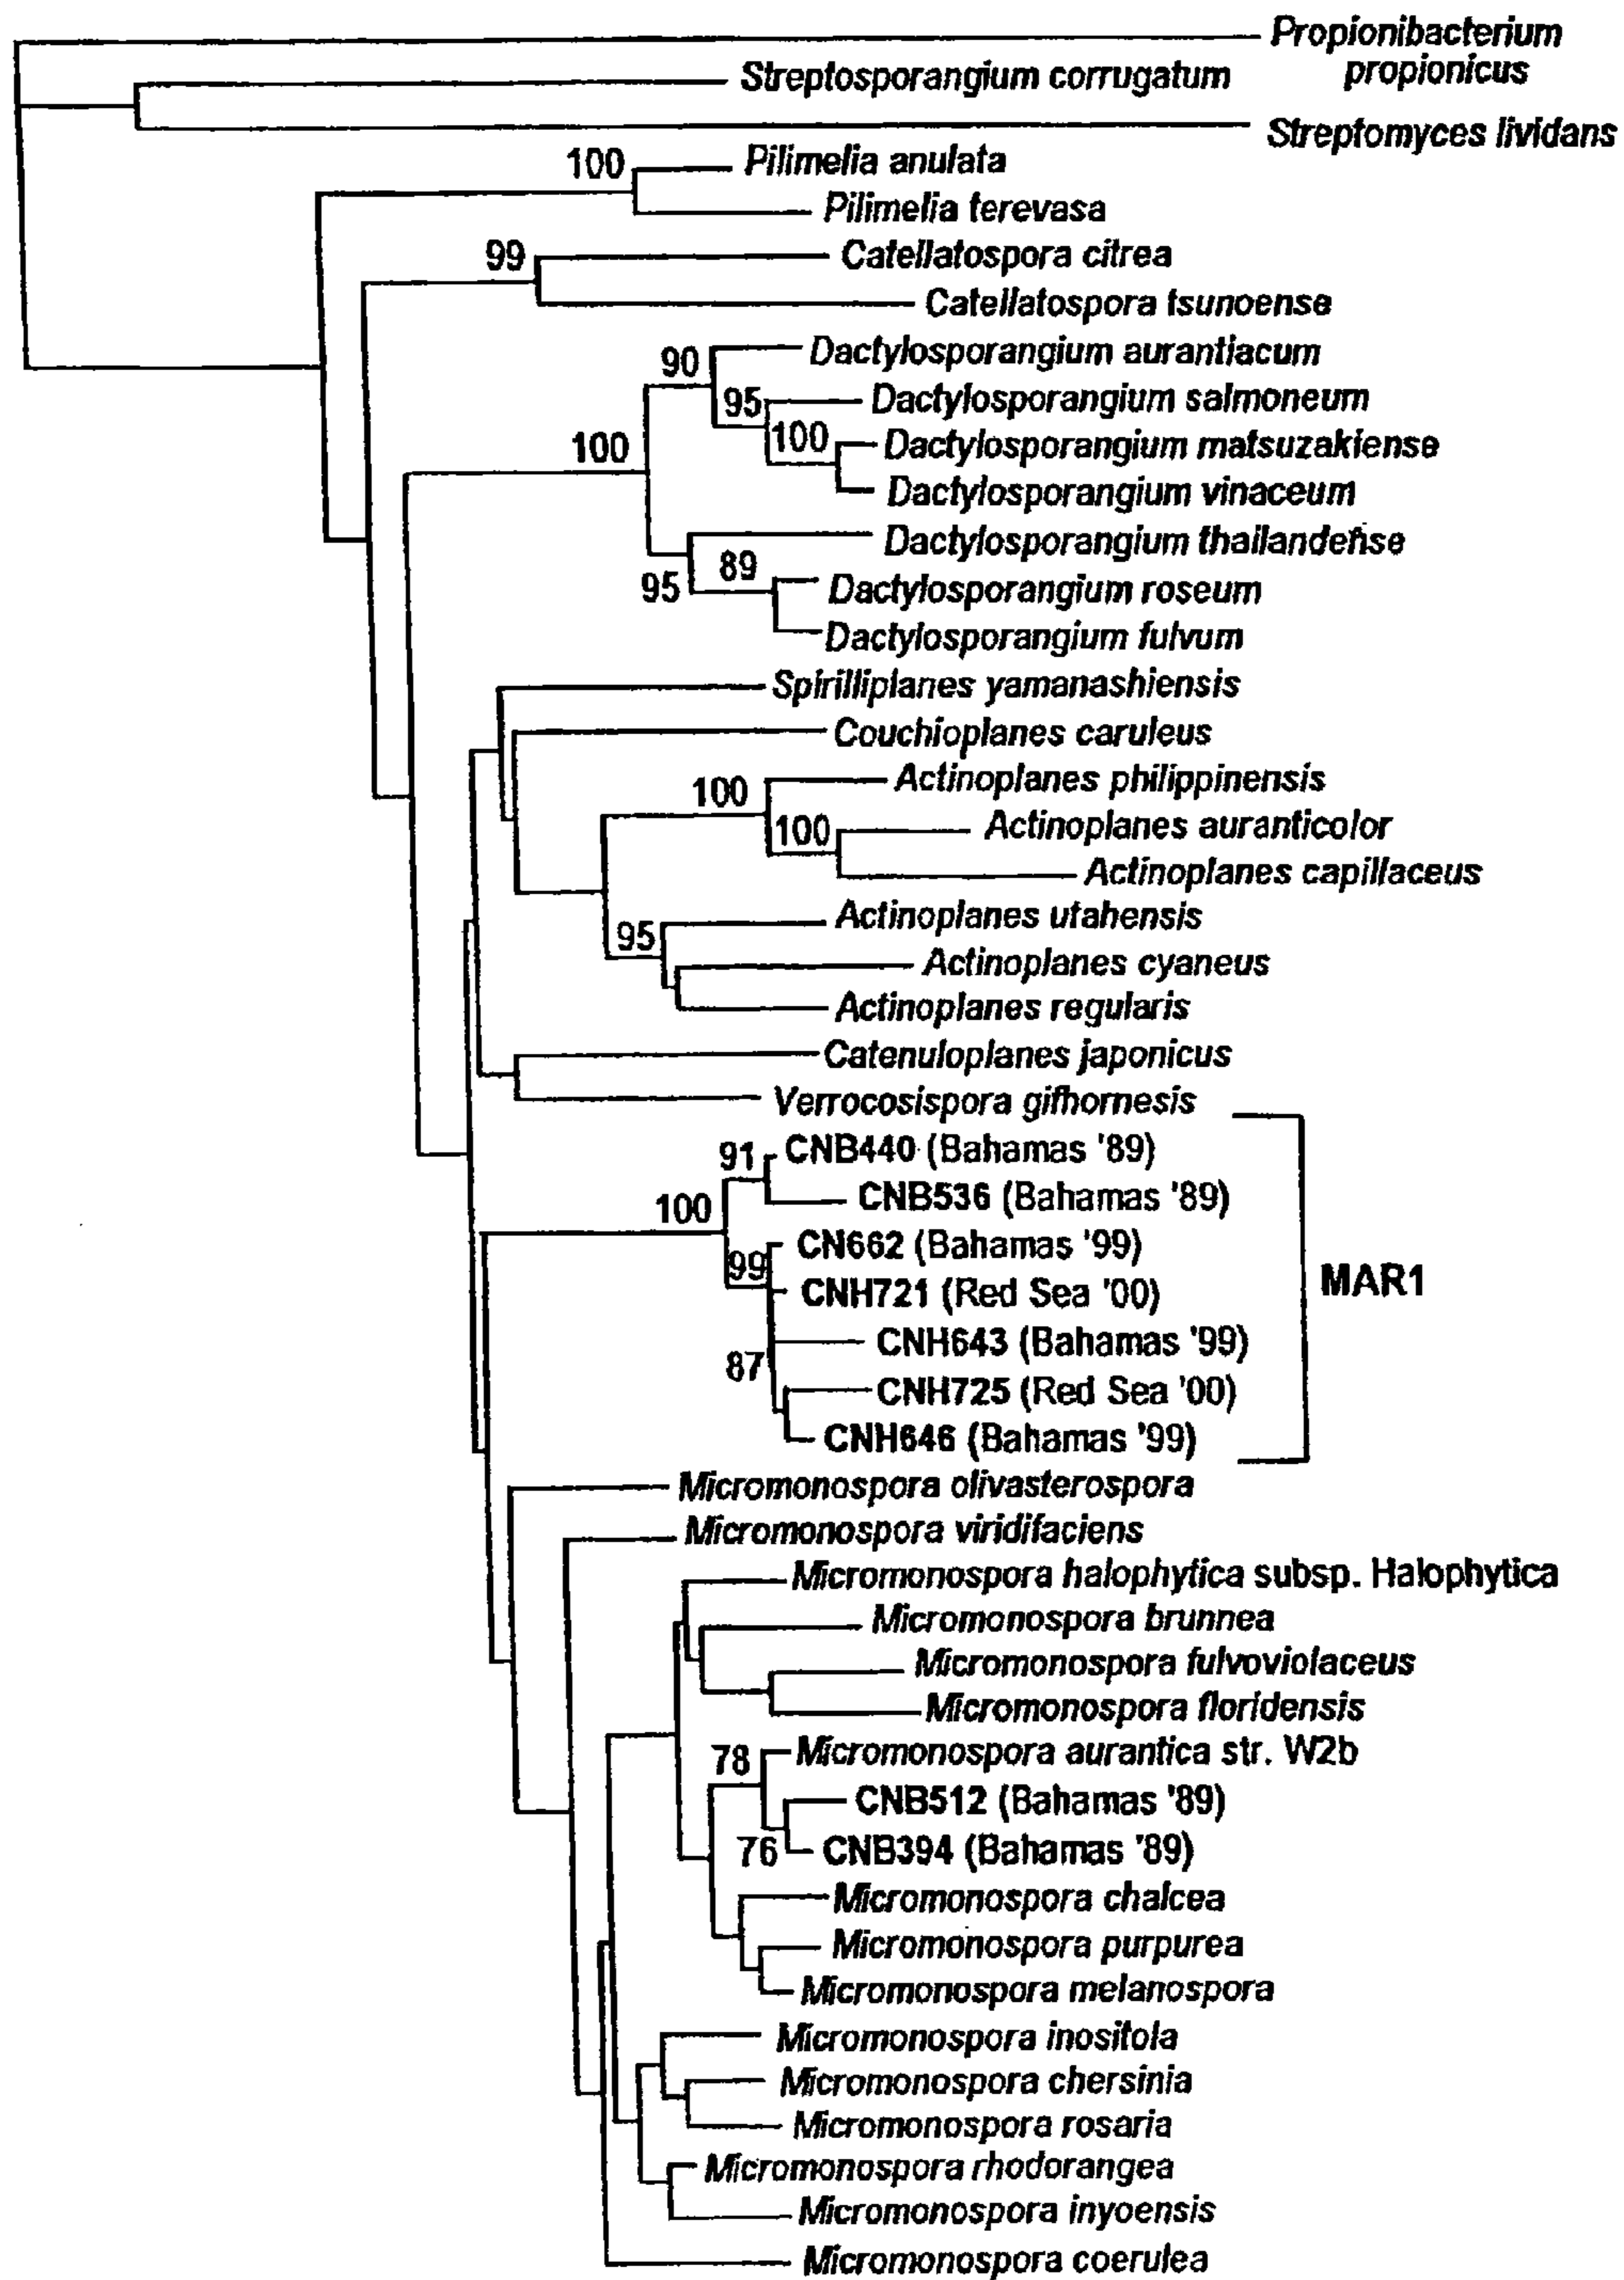 Propionibacterium
propionicus
Streptosporangium corrugatum
Streptomyces lividans
100
Pilimelia anulata
Pilimelia terevasa
99
Catellatospora citrea
Catellatospora tsunoense
90
Dactylosporangium aurantiacum
95
Dactylosporangium salmoneum
100
100
Dactylosporangium matsuzakiense
Dactylosporangium vinaceum
Dactylosporangium thailandense
95
89
Dactylosporangium roseum
Dactylosporangium fulvum
Spirilliplanes yamanashiensis
Couchioplanes caruleus
100
Actinoplanes philippinensis
100
Actinoplanes auranticolor
Actinoplanes capillaceus
95
Actinoplanes utahensis
Actinoplanes cyaneus
Actinoplanes regularis
Catenuloplanes japonicus
Verrocosispora gifhornesis
91
CNB440 (Bahamas '89)
100
CNB536 (Bahamas '89)
99
CN662 (Bahamas '99)
CNH721 (Red Sea '00)
MAR1
CNH643 (Bahamas '99)
87
CNH725 (Red Sea '00)
CNH646 (Bahamas '99)
Micromonospora olivasterospora
Micromonospora viridifaciens
Micromonospora halophytica subsp. Halophytica
Micromonospora brunnea
Micromonospora fulvoviolaceus
Micromonospora floridensis
78
Micromonospora aurantica str. W2b
CNB512 (Bahamas '89)
76
CNB394 (Bahamas '89)
Micromonospora chalcea
Micromonospora purpurea
Micromonospora melanospora
Micromonospora inositola
Micromonospora chersinia
Micromonospora rosaria
Micromonospora rhodorangea
Micromonospora inyoensis
Micromonospora coerulea